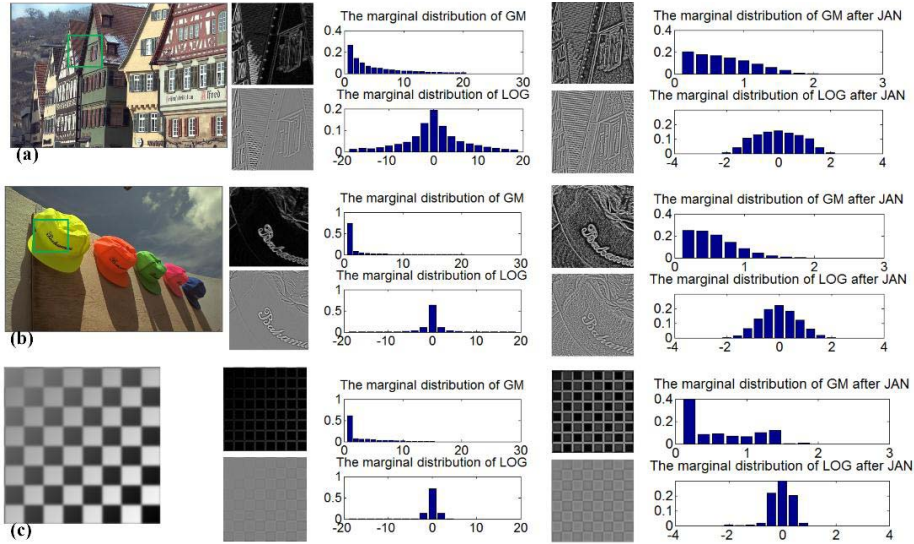 The marginal distribution of GM
0.4
0.2
0
0 10 20 30
The marginal distribution of LOG
0.2
0.1
0
-20 -10 0 10 20
The marginal distribution of GM after JAN
0.4
0.2
0
0 1 2 3
The marginal distribution of LOG after JAN
0.2
0.1
0
-4 -2 0 2 4
(a)
The marginal distribution of GM
1
0.5
0
0 10 20 30
The marginal distribution of LOG
1
0.5
0
-20 -10 0 10 20
The marginal distribution of GM after JAN
0.4
0.2
0
0 1 2 3
The marginal distribution of LOG after JAN
0.2
0.1
0
-4 -2 0 2 4
(b)
The marginal distribution of GM
1
0.5
0
0 10 20 30
The marginal distribution of LOG
1
0.5
0
-20 -10 0 10 20
The marginal distribution of GM after JAN
0.4
0.2
0
0 1 2 3
The marginal distribution of LOG after JAN
0.2
0.1
0
-4 -2 0 2 4
(c)